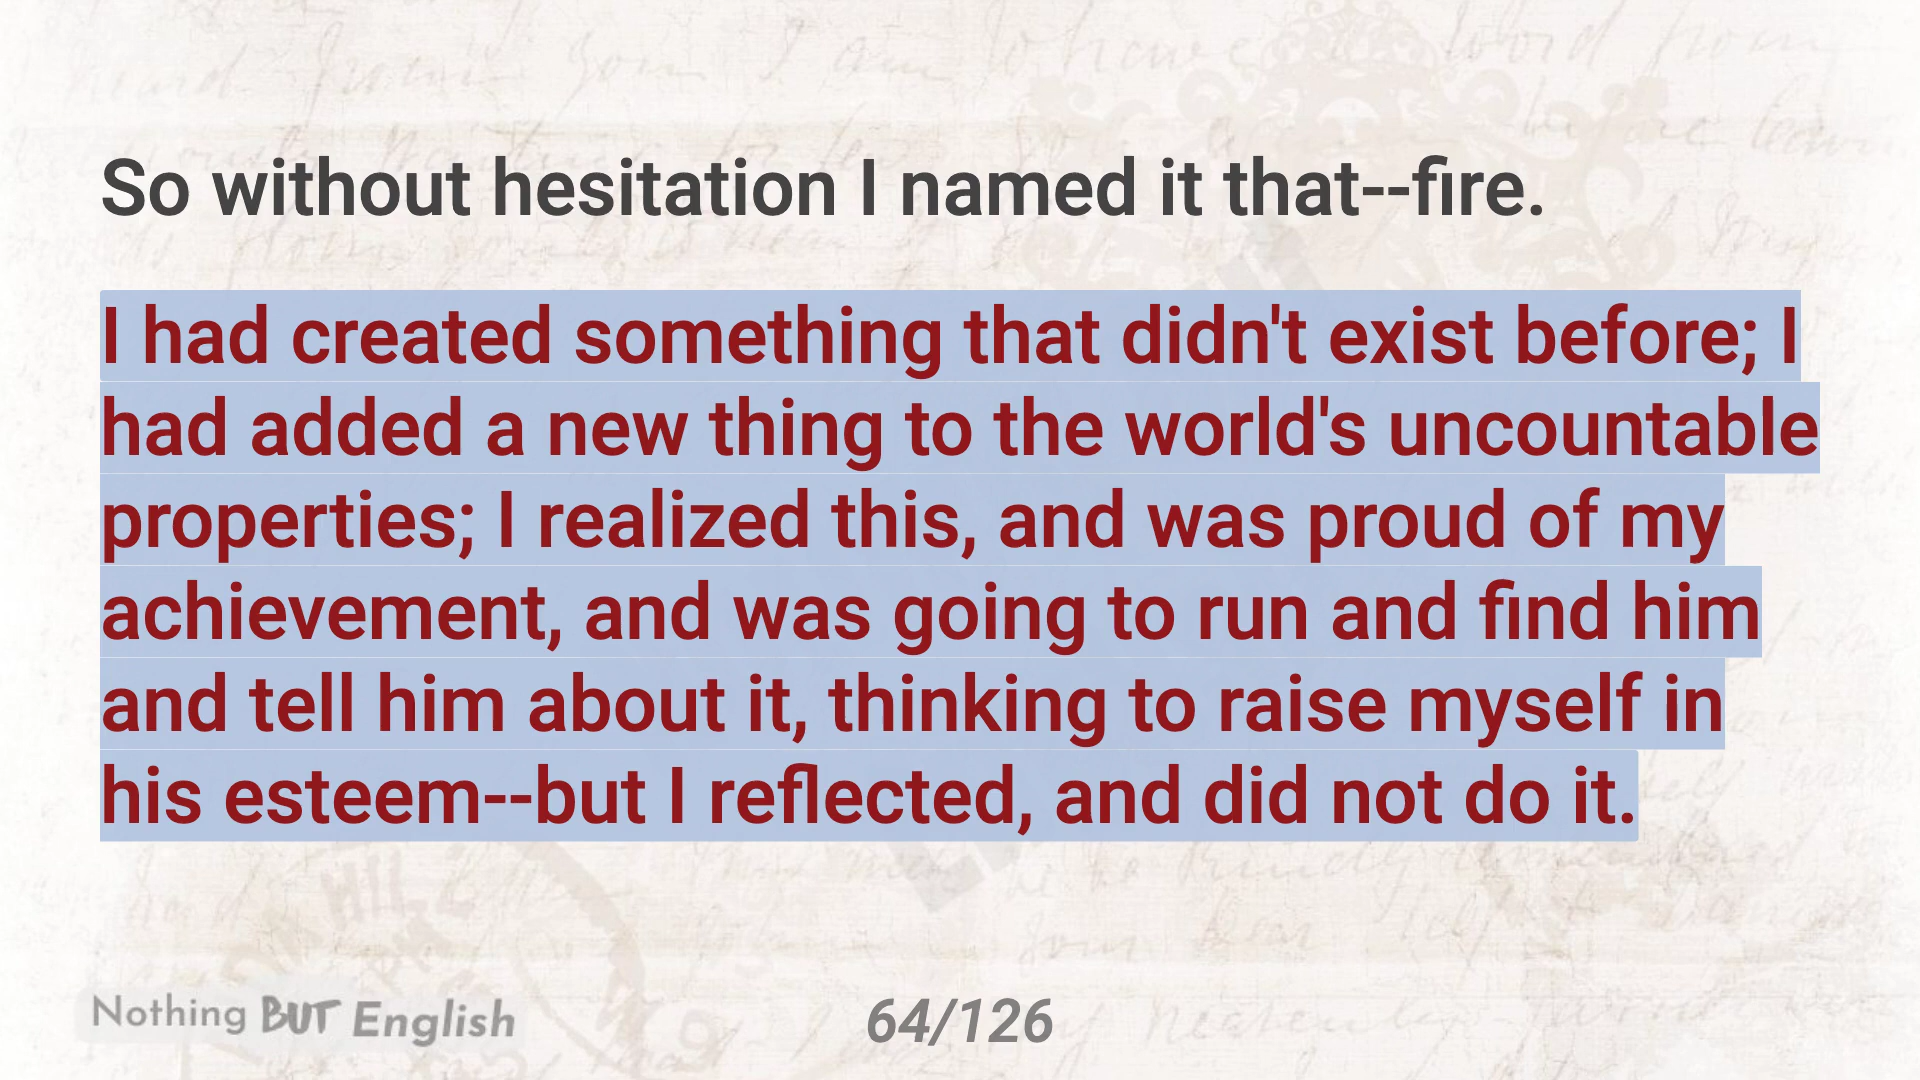 So without hesitation I named it that--fire.
I had created something that didn't exist before; I
had added a new thing to the world's uncountable
properties; I realized this, and was proud of my
achievement, and was going to run and find him
and tell him about it, thinking to raise myself in
his esteem--but I reflected, and did not do it.
Nothing BUT English
64/126